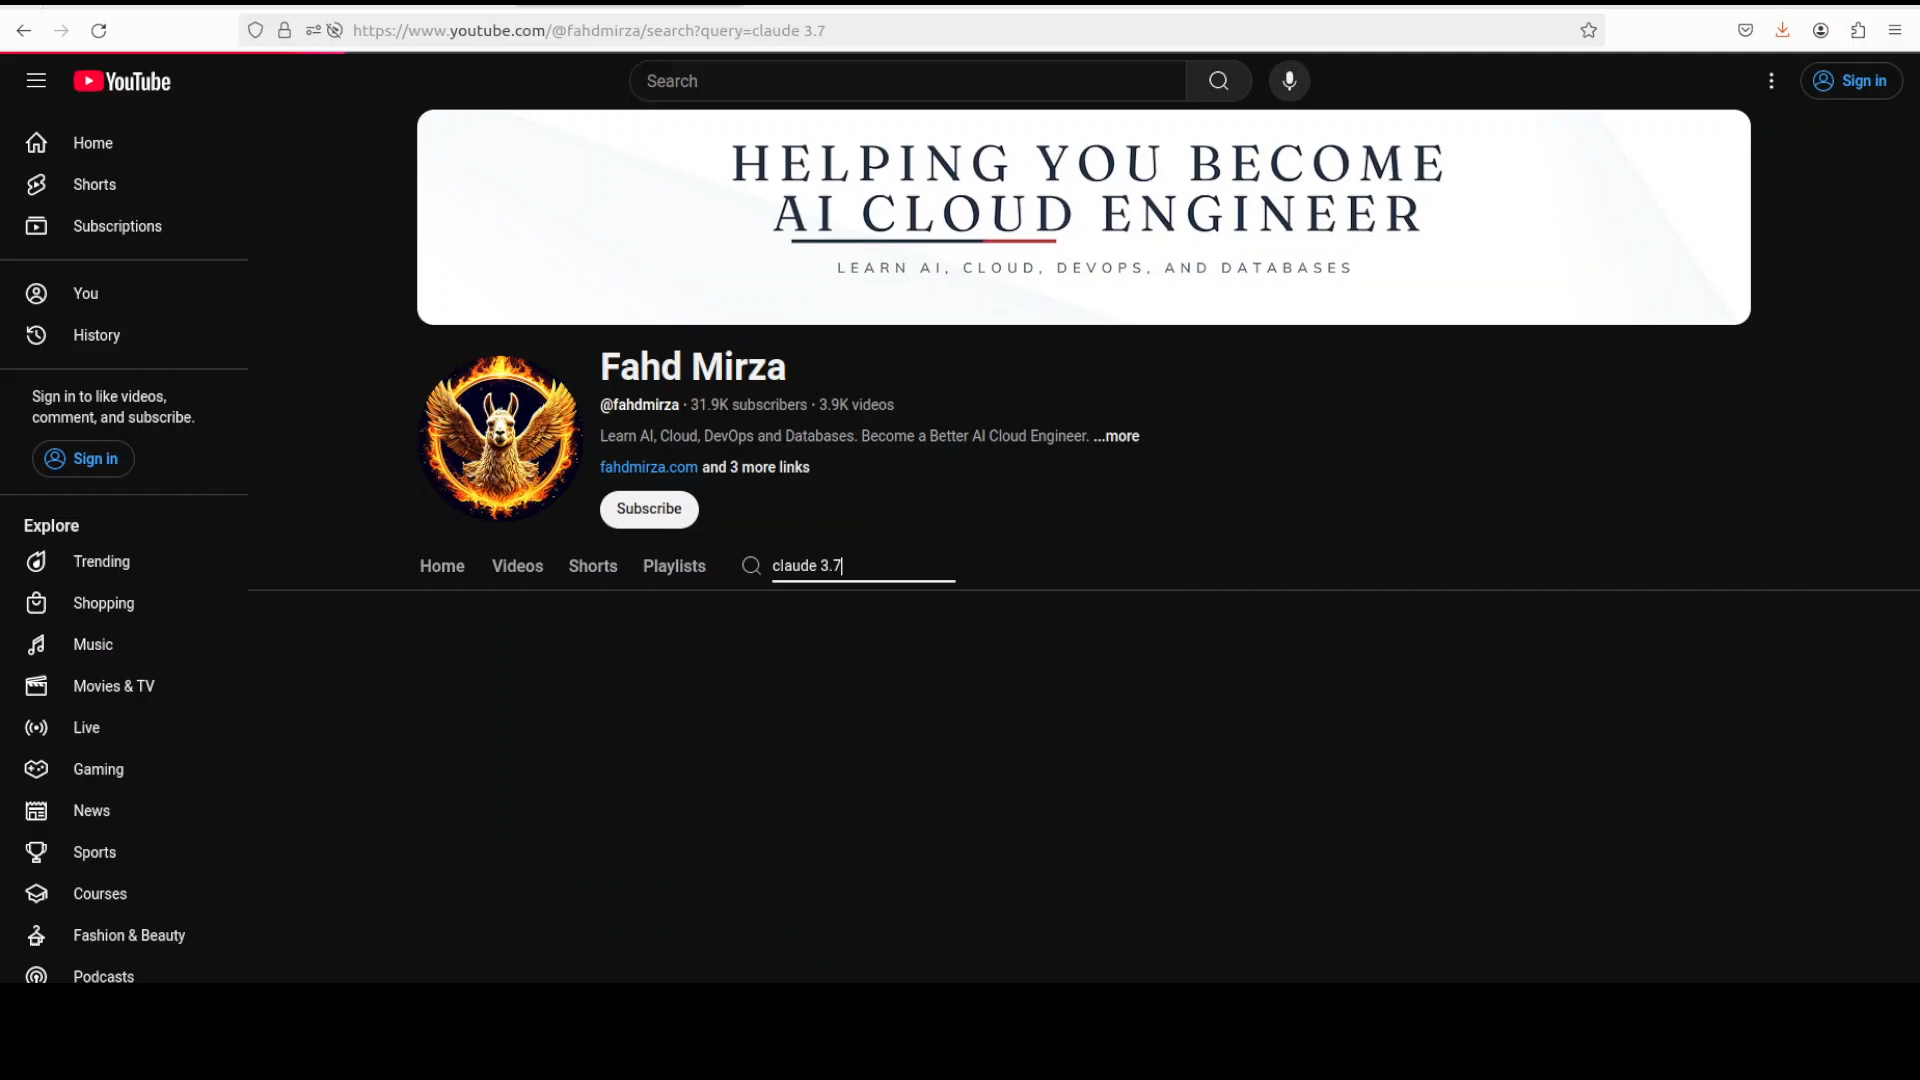 https://www.youtube.com/@fahdmirza/search?query=claude 3.7
YouTube
Search
Sign in
Home
Shorts
Subscriptions
You
History
Sign in to like videos,
comment, and subscribe.
Sign in
Explore
Trending
Shopping
Music
Movies & TV
Live
Gaming
News
Sports
Courses
Fashion & Beauty
Podcasts
HELPING YOU BECOME
AI CLOUD ENGINEER
LEARN AI, CLOUD, DEVOPS, AND DATABASES
Fahd Mirza
@fahdmirza · 31.9K subscribers · 3.9K videos
Learn AI, Cloud, DevOps and Databases. Become a Better AI Cloud Engineer. ...more
fahdmirza.com and 3 more links
Subscribe
Home Videos Shorts Playlists claude 3.7